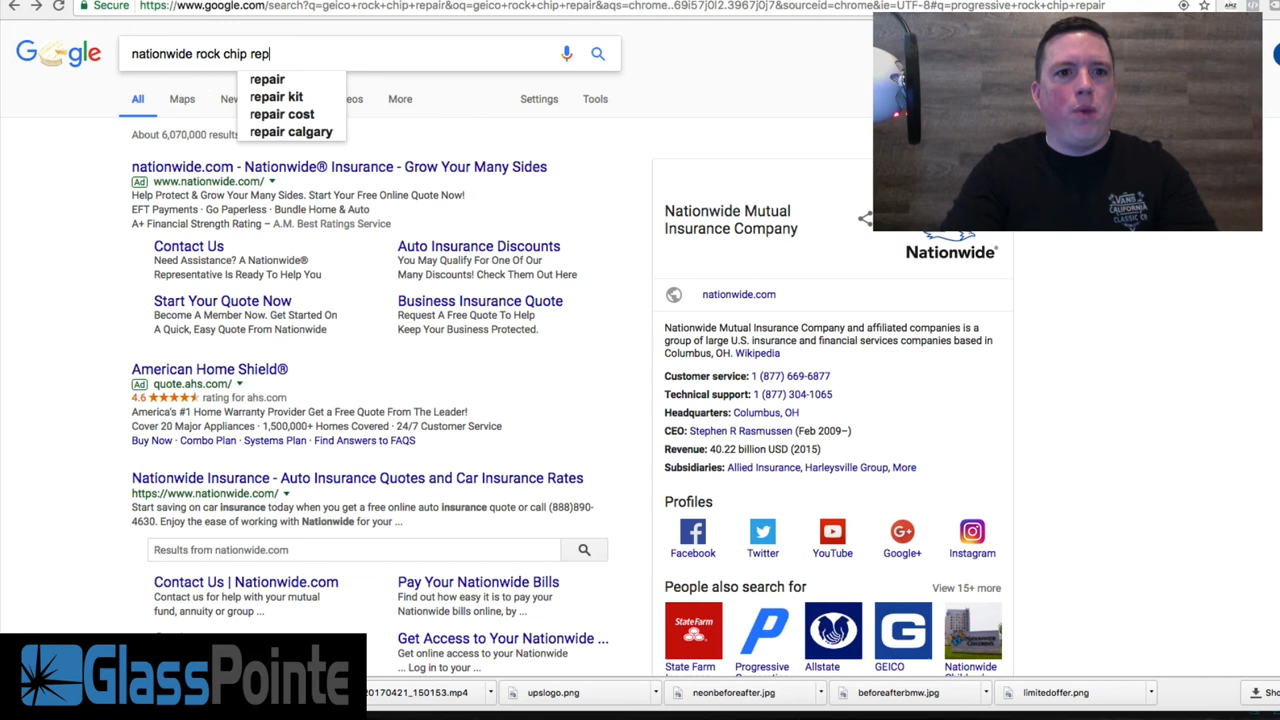 Secure https://www.google.com/search?q=geico+rock+chip+repair&oq=geico+rock+chip+repair&aqs=chrome..69i57j0l2.3967j0j7&sourceid=chrome&ie=UTF-8#q=progressive+rock+chip+repair
Google nationwide rock chip rep
repair
repair kit
repair cost
repair calgary
All Maps More Settings Tools
About 6,070,000 results
nationwide.com - Nationwide® Insurance - Grow Your Many Sides
Ad www.nationwide.com/
Help Protect & Grow Your Many Sides. Start Your Free Online Quote Now!
EFT Payments · Go Paperless · Bundle Home & Auto
A+ Financial Strength Rating – A.M. Best Ratings Service
Contact Us
Need Assistance? A Nationwide®
Representative Is Ready To Help You
Auto Insurance Discounts
You May Qualify For One Of Our
Many Discounts! Check Them Out Here
Start Your Quote Now
Become A Member Now. Get Started On
A Quick, Easy Quote From Nationwide
Business Insurance Quote
Request A Free Quote To Help
Keep Your Business Protected.
American Home Shield®
Ad quote.ahs.com/
4.6 rating for ahs.com
America's #1 Home Warranty Provider Get a Free Quote From The Leader!
Cover 20 Major Appliances · 1,500,000+ Homes Covered · 24/7 Customer Service
Buy Now · Combo Plan · Systems Plan · Find Answers to FAQS
Nationwide Insurance - Auto Insurance Quotes and Car Insurance Rates
https://www.nationwide.com/
Start saving on car insurance today when you get a free online auto insurance quote or call (888)890-
4630. Enjoy the ease of working with Nationwide for your ...
Results from nationwide.com
Contact Us | Nationwide.com
Contact us for help with your mutual
fund, annuity or group ...
Pay Your Nationwide Bills
Find out how easy it is to pay your
Nationwide bills online, by ...
Get Access to Your Nationwide ...
Get online access to your Nationwide
... Log in to your ...
Nationwide Mutual
Insurance Company
Nationwide®
nationwide.com
Nationwide Mutual Insurance Company and affiliated companies is a
group of large U.S. insurance and financial services companies based in
Columbus, OH. Wikipedia
Customer service: 1 (877) 669-6877
Technical support: 1 (877) 304-1065
Headquarters: Columbus, OH
CEO: Stephen R Rasmussen (Feb 2009–)
Revenue: 40.22 billion USD (2015)
Subsidiaries: Allied Insurance, Harleysville Group, More
Profiles
Facebook Twitter YouTube Google+ Instagram
People also search for View 15+ more
StateFarm
State Farm Progressive Allstate GEICO Nationwide
VANS
CALIFORNIA
CLASSIC
GlassPointe
20170421_150153.mp4 upslogo.png neonbeforeafter.jpg beforeafterbmw.jpg limitedoffer.png